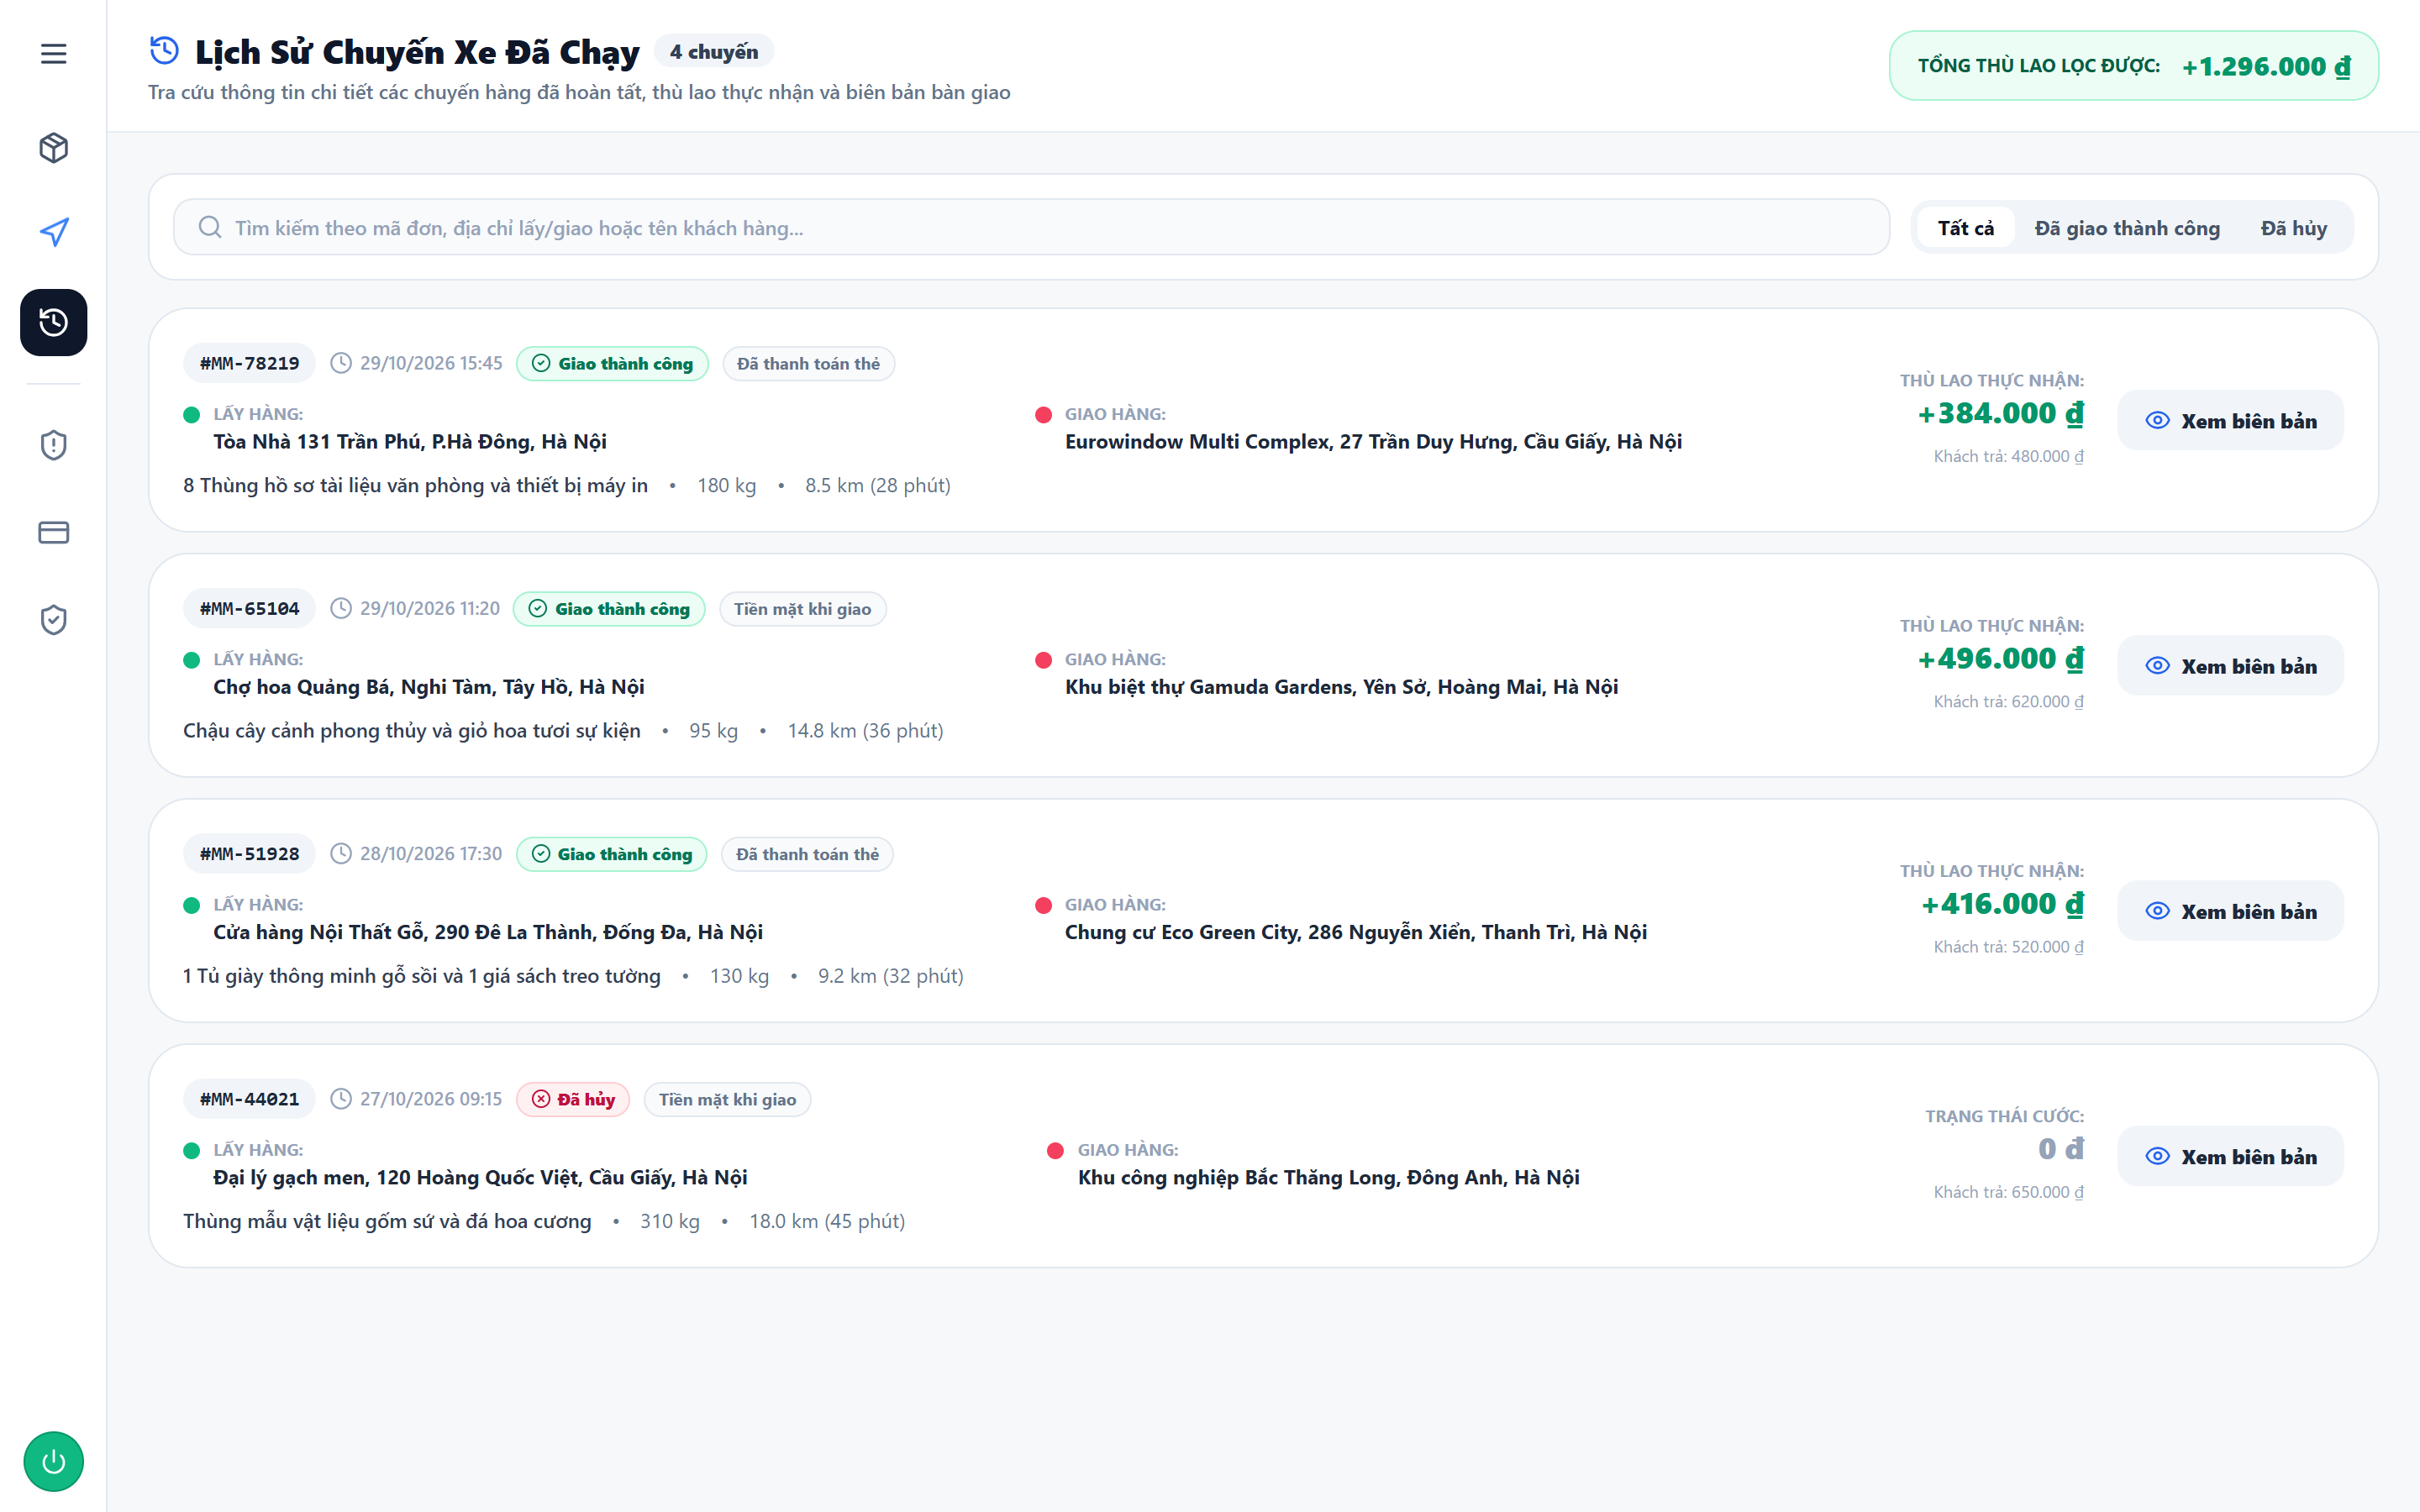 Lịch Sử Chuyến Xe Đã Chạy
4 chuyến
Tra cứu thông tin chi tiết các chuyến hàng đã hoàn tất, thù lao thực nhận và biên bản bàn giao
TỔNG THÙ LAO LỌC ĐƯỢC: +1.296.000 ₫
Tìm kiếm theo mã đơn, địa chỉ lấy/giao hoặc tên khách hàng...
Tất cả
Đã giao thành công
Đã hủy
#MM-78219 29/10/2026 15:45 Giao thành công Đã thanh toán thẻ
LẤY HÀNG:
Tòa Nhà 131 Trần Phú, P.Hà Đông, Hà Nội
GIAO HÀNG:
Eurowindow Multi Complex, 27 Trần Duy Hưng, Cầu Giấy, Hà Nội
8 Thùng hồ sơ tài liệu văn phòng và thiết bị máy in • 180 kg • 8.5 km (28 phút)
THÙ LAO THỰC NHẬN:
+384.000 ₫
Khách trả: 480.000 ₫
Xem biên bản
#MM-65104 29/10/2026 11:20 Giao thành công Tiền mặt khi giao
LẤY HÀNG:
Chợ hoa Quảng Bá, Nghi Tàm, Tây Hồ, Hà Nội
GIAO HÀNG:
Khu biệt thự Gamuda Gardens, Yên Sở, Hoàng Mai, Hà Nội
Chậu cây cảnh phong thủy và giỏ hoa tươi sự kiện • 95 kg • 14.8 km (36 phút)
THÙ LAO THỰC NHẬN:
+496.000 ₫
Khách trả: 620.000 ₫
Xem biên bản
#MM-51928 28/10/2026 17:30 Giao thành công Đã thanh toán thẻ
LẤY HÀNG:
Cửa hàng Nội Thất Gỗ, 290 Đê La Thành, Đống Đa, Hà Nội
GIAO HÀNG:
Chung cư Eco Green City, 286 Nguyễn Xiển, Thanh Trì, Hà Nội
1 Tủ giày thông minh gỗ sồi và 1 giá sách treo tường • 130 kg • 9.2 km (32 phút)
THÙ LAO THỰC NHẬN:
+416.000 ₫
Khách trả: 520.000 ₫
Xem biên bản
#MM-44021 27/10/2026 09:15 Đã hủy Tiền mặt khi giao
LẤY HÀNG:
Đại lý gạch men, 120 Hoàng Quốc Việt, Cầu Giấy, Hà Nội
GIAO HÀNG:
Khu công nghiệp Bắc Thăng Long, Đông Anh, Hà Nội
Thùng mẫu vật liệu gốm sứ và đá hoa cương • 310 kg • 18.0 km (45 phút)
TRẠNG THÁI CƯỚC:
0 đ
Khách trả: 650.000 ₫
Xem biên bản